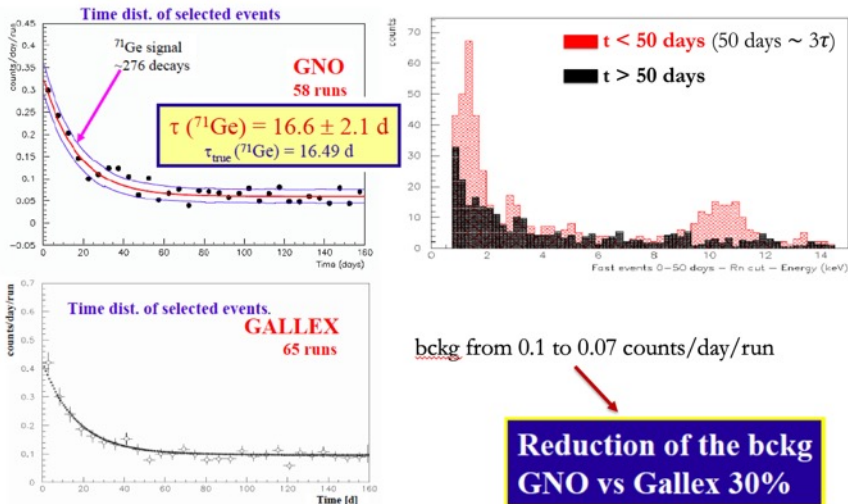 Time dist. of selected events
counts/day/run
0.45
0.4
0.35
0.3
0.25
0.2
0.15
0.1
0.05
0
-0.05
0 20 40 60 80 100 120 140 160
Time (days)
71Ge signal
~276 decays
GNO
58 runs
τ (71Ge) = 16.6 ± 2.1 d
τtrue (71Ge) = 16.49 d
counts
70
60
50
40
30
20
10
0
0 2 4 6 8 10 12 14
Fast events 0-50 days - Rn cut - Energy (keV)
t < 50 days (50 days ~ 3τ)
t > 50 days
counts/day/run
0.7
0.6
0.5
0.4
0.3
0.2
0.1
0
0 20 40 60 80 100 120 140 160
Time [d]
Time dist. of selected events.
GALLEX
65 runs
bckg from 0.1 to 0.07 counts/day/run
Reduction of the bckg
GNO vs Gallex 30%